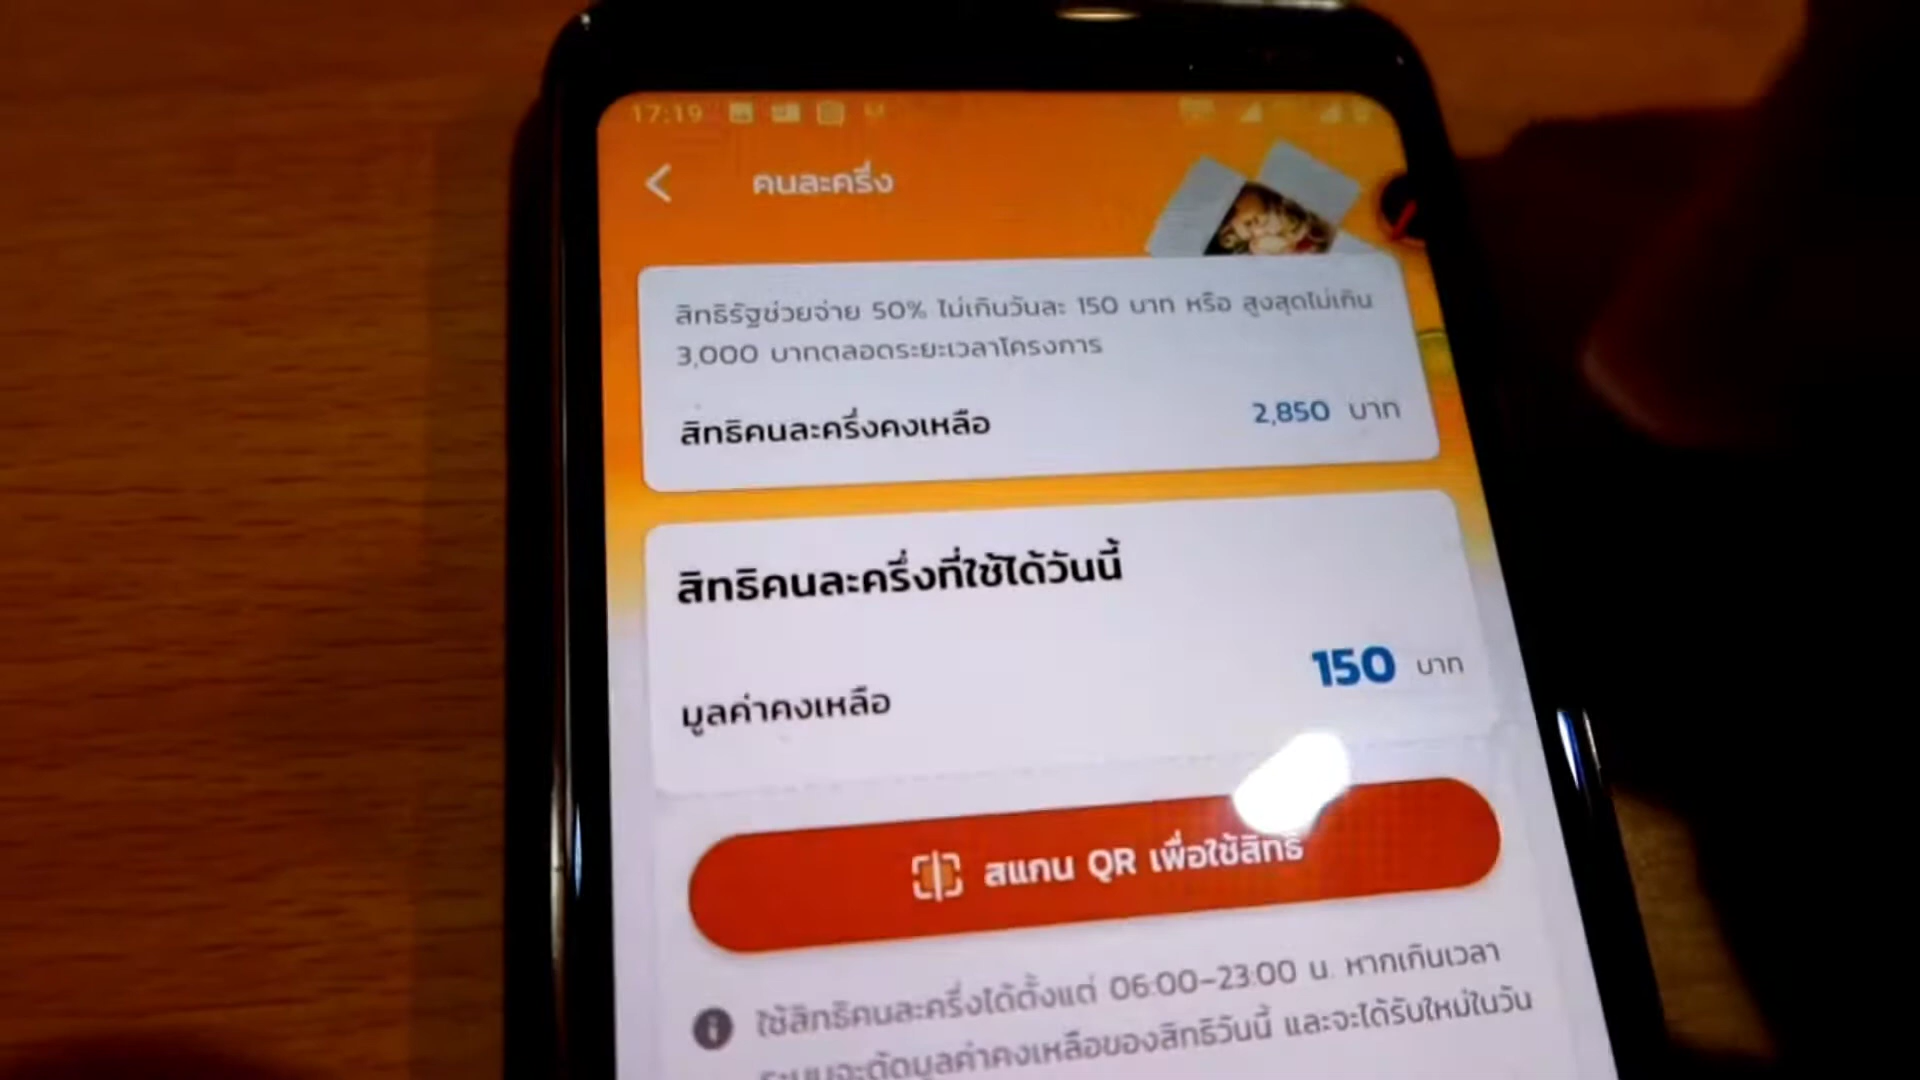 17:19
คนละครึ่ง
สิทธิรัฐช่วยจ่าย 50% ไม่เกินวันละ 150 บาท หรือ สูงสุดไม่เกิน
3,000 บาทตลอดระยะเวลาโครงการ
สิทธิคนละครึ่งคงเหลือ 2,850 บาท
สิทธิคนละครึ่งที่ใช้ได้วันนี้
มูลค่าคงเหลือ 150 บาท
สแกน QR เพื่อใช้สิทธิ
ใช้สิทธิคนละครึ่งได้ตั้งแต่ 06:00-23:00 น. หากเกินเวลา
ระบบจะตัดมูลค่าคงเหลือของสิทธิวันนี้ และจะได้รับใหม่ในวัน